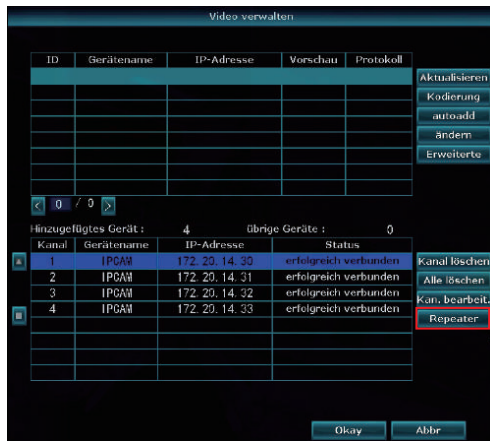 Video verwalten
ID Gerätename IP-Adresse Vorschau Protokoll
Aktualisieren
Kodierung
autoadd
ändern
Erweiterte
< 0 / 0 >
Hinzugefügtes Gerät : 4 übrige Geräte : 0
Kanal Gerätename IP-Adresse Status
1 IPCAM 172. 20. 14. 30 erfolgreich verbunden
2 IPCAM 172. 20. 14. 31 erfolgreich verbunden
3 IPCAM 172. 20. 14. 32 erfolgreich verbunden
4 IPCAM 172. 20. 14. 33 erfolgreich verbunden
Kanal löschen
Alle löschen
Kan. bearbeit.
Repeater
Okay Abbr